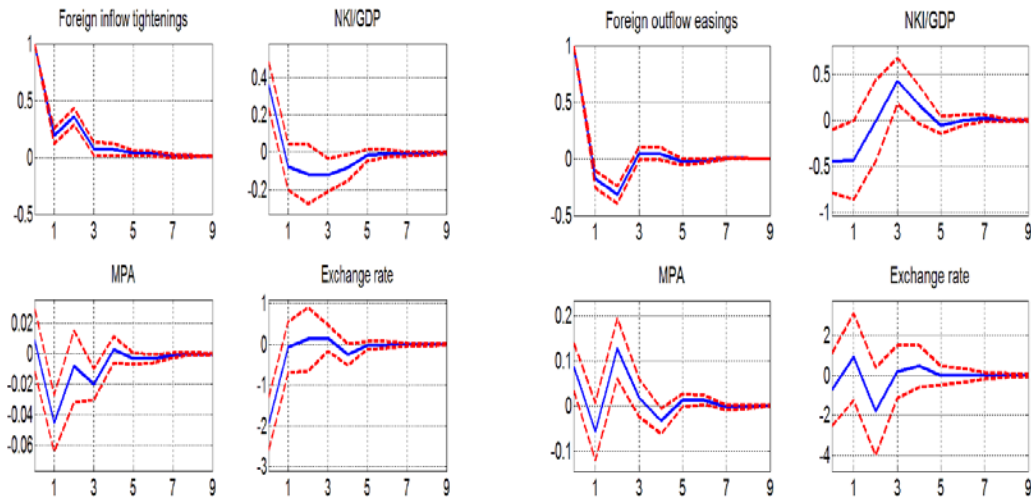 Foreign inflow tightenings
1
0.5
0
-0.5
1 3 5 7 9
NKI/GDP
0.4
0.2
0
-0.2
1 3 5 7 9
Foreign outflow easings
1
0.5
0
-0.5
1 3 5 7 9
NKI/GDP
0.5
0
-0.5
-1
1 3 5 7 9
MPA
0.02
0
-0.02
-0.04
-0.06
1 3 5 7 9
Exchange rate
1
0
-1
-2
-3
1 3 5 7 9
MPA
0.2
0.1
0
-0.1
1 3 5 7 9
Exchange rate
2
0
-2
-4
1 3 5 7 9